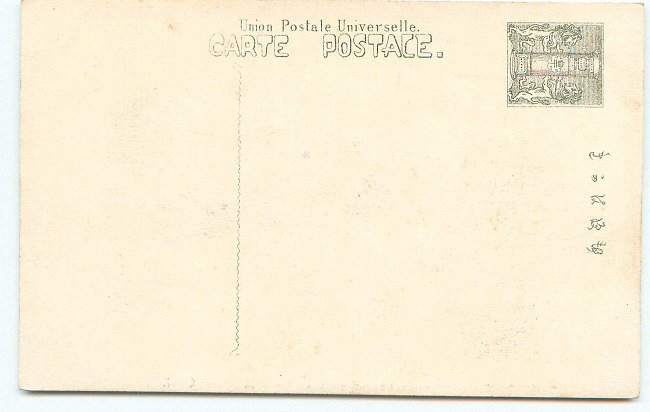 Union Postale Universelle.
CARTE POSTALE.